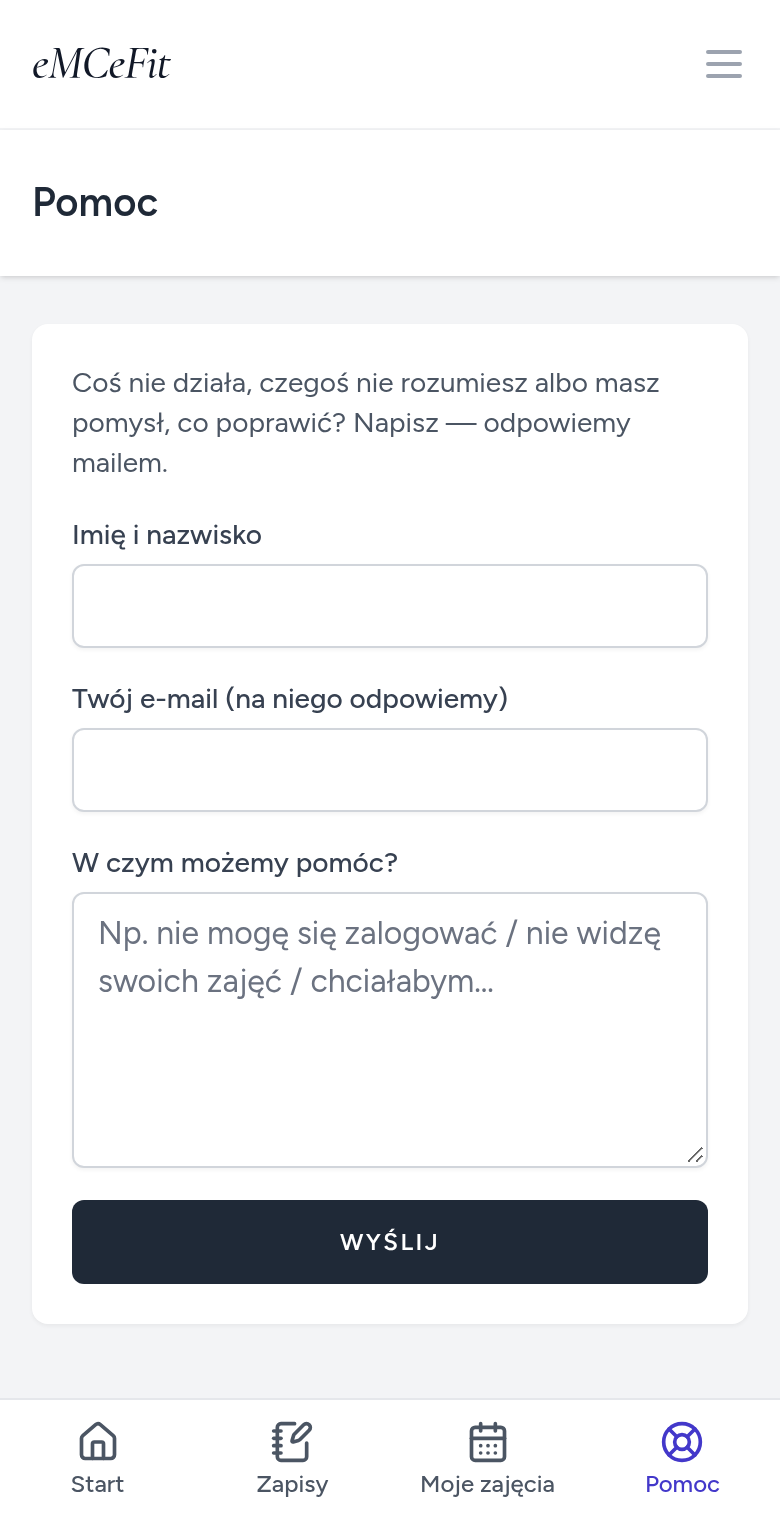 eMCeFit
Pomoc
Coś nie działa, czegoś nie rozumiesz albo masz
pomysł, co poprawić? Napisz — odpowiemy
mailem.
Imię i nazwisko
Twój e-mail (na niego odpowiemy)
W czym możemy pomóc?
Np. nie mogę się zalogować / nie widzę
swoich zajęć / chciałabym...
WYŚLIJ
Start
Zapisy
Moje zajęcia
Pomoc